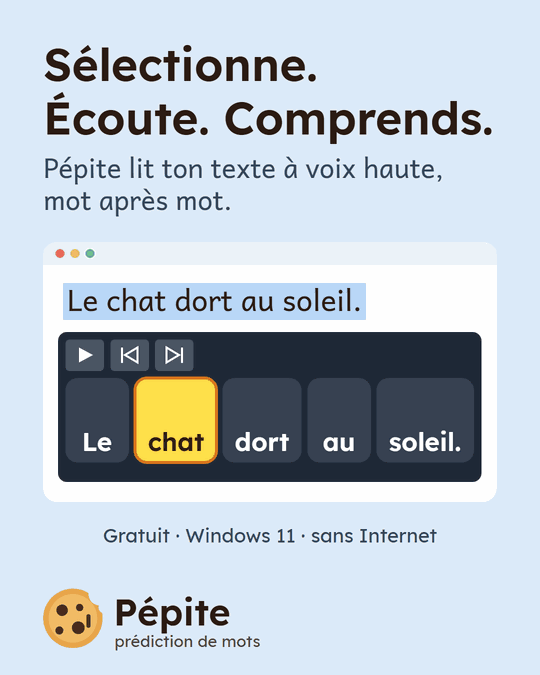 Sélectionne.
Écoute. Comprends.
Pépite lit ton texte à voix haute,
mot après mot.
Le chat dort au soleil.
Le chat dort au soleil.
Gratuit · Windows 11 · sans Internet
Pépite
prédiction de mots